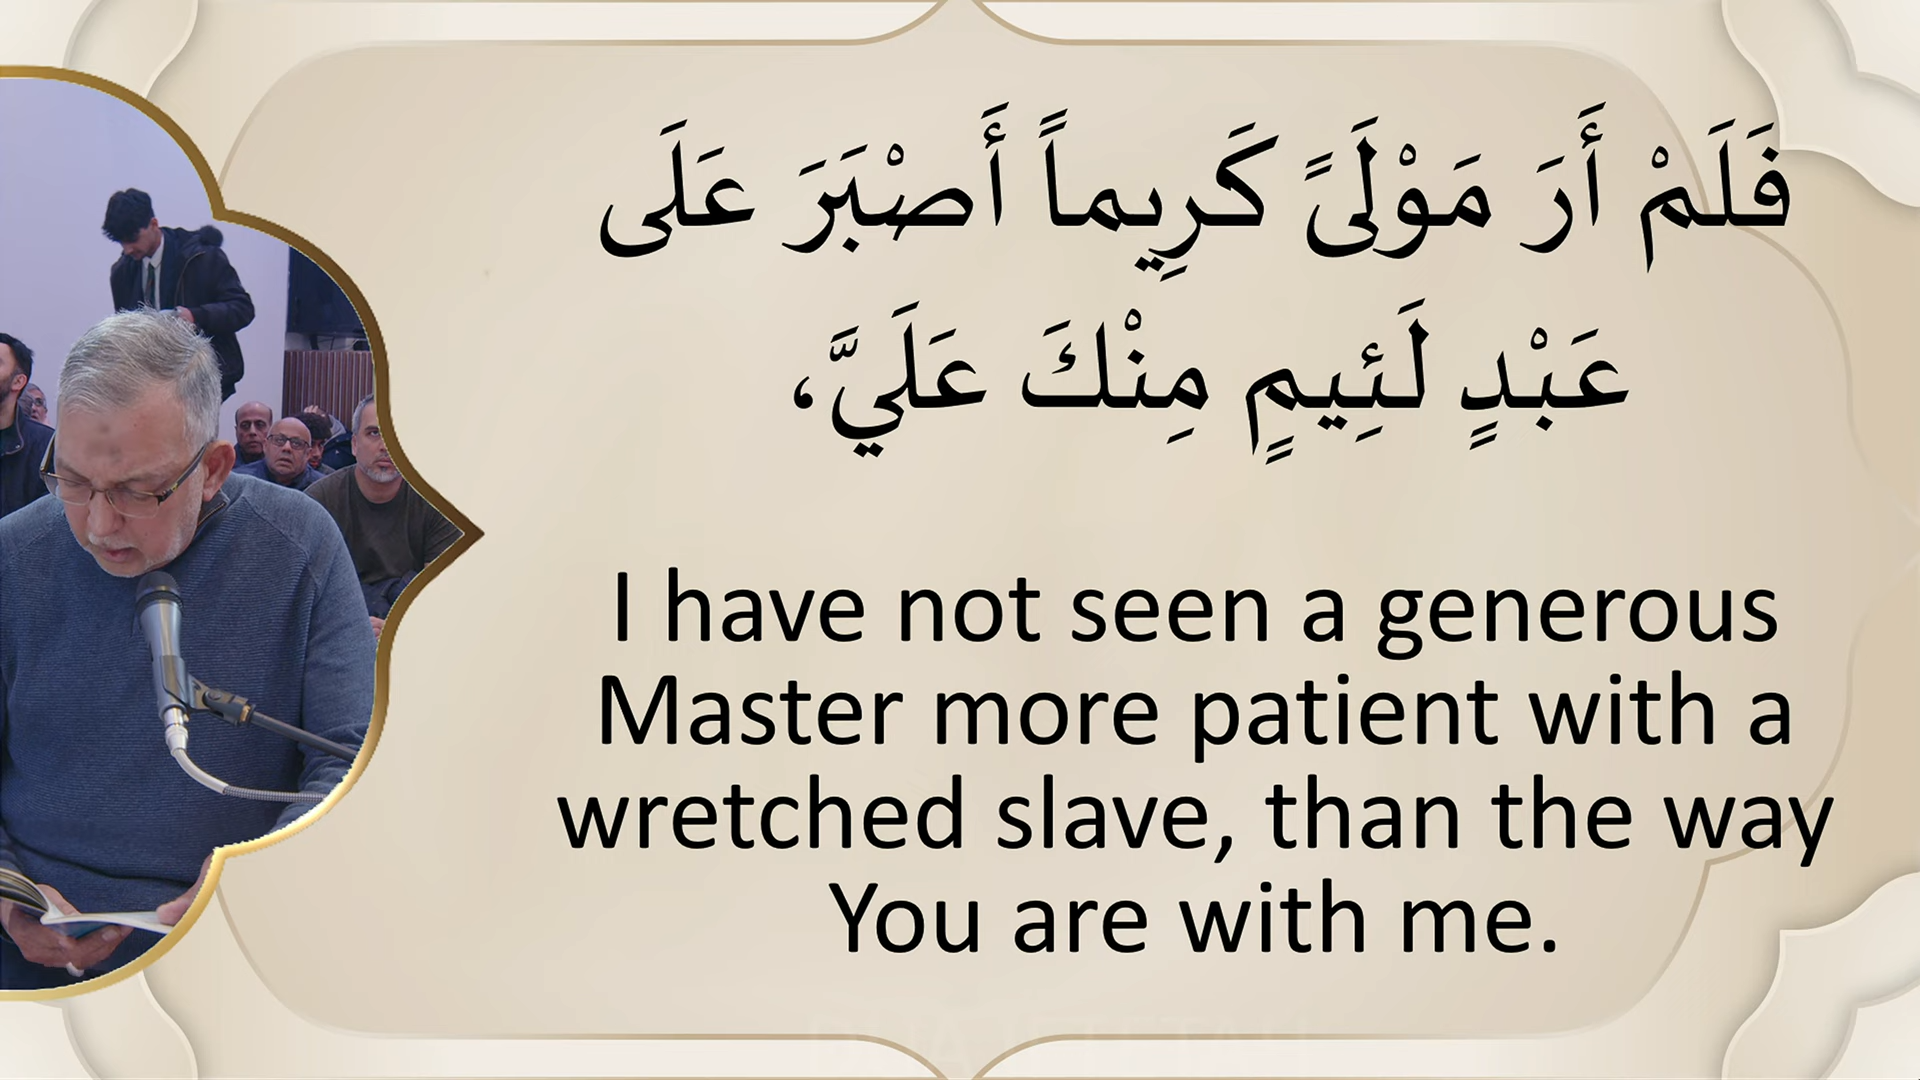 فَلَمْ أَرَ مَوْلَىً كَرِيماً أَصْبَرَ عَلَى
عَبْدٍ لَئِيمٍ مِنْكَ عَلَيَّ،
I have not seen a generous
Master more patient with a
wretched slave, than the way
You are with me.